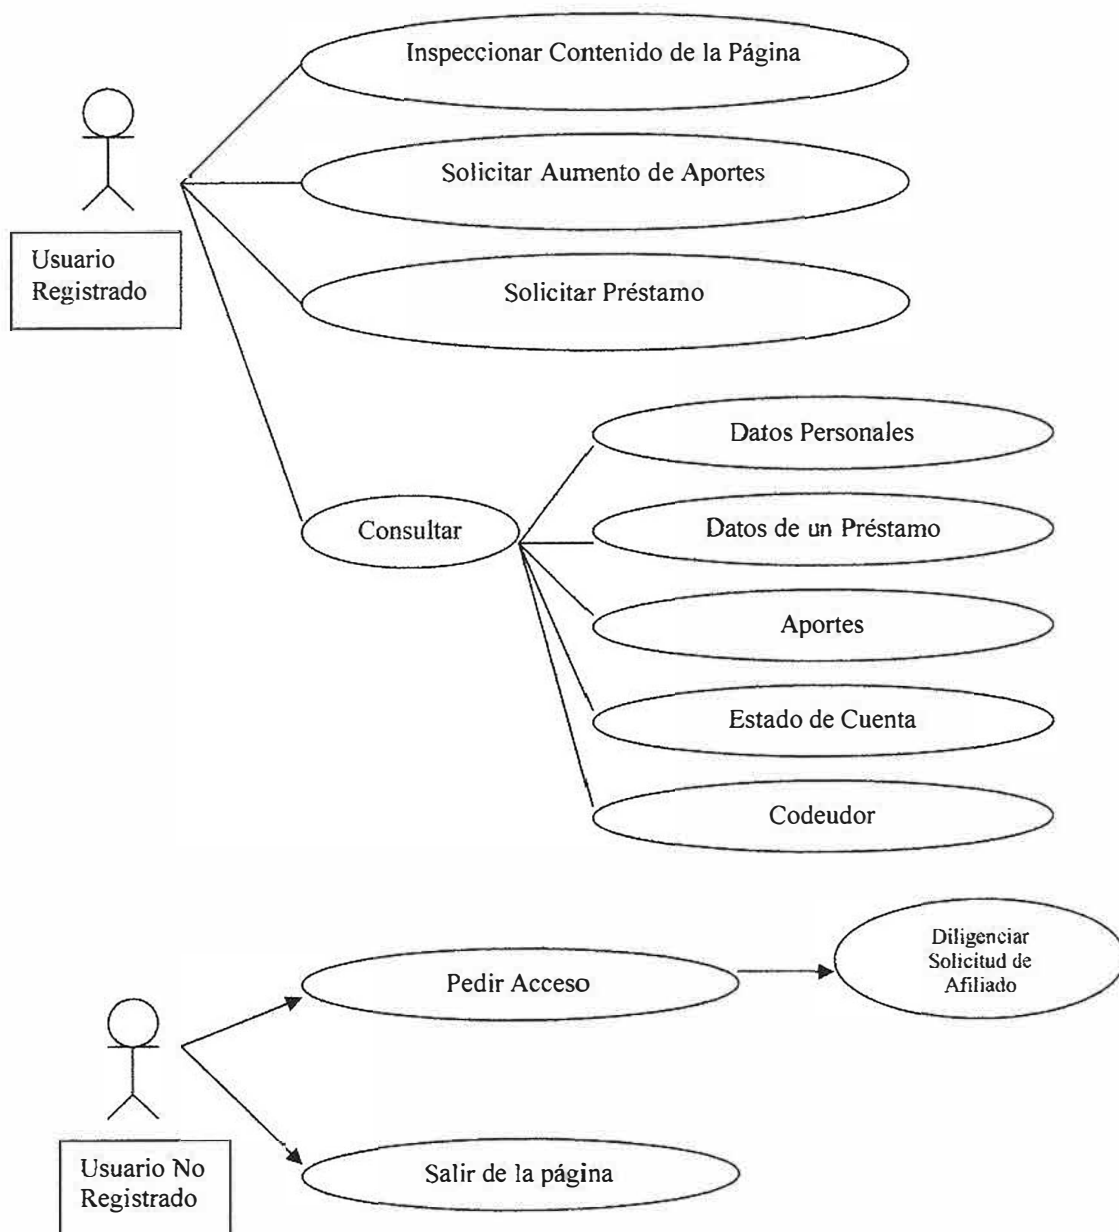 Inspeccionar Contenido de la Página
Solicitar Aumento de Aportes
Usuario
Registrado
Solicitar Préstamo
Datos Personales
Consultar
Datos de un Préstamo
Aportes
Estado de Cuenta
Codeudor
Diligenciar
Solicitud de
Afiliado
Pedir Acceso
Usuario No
Registrado
Salir de la página